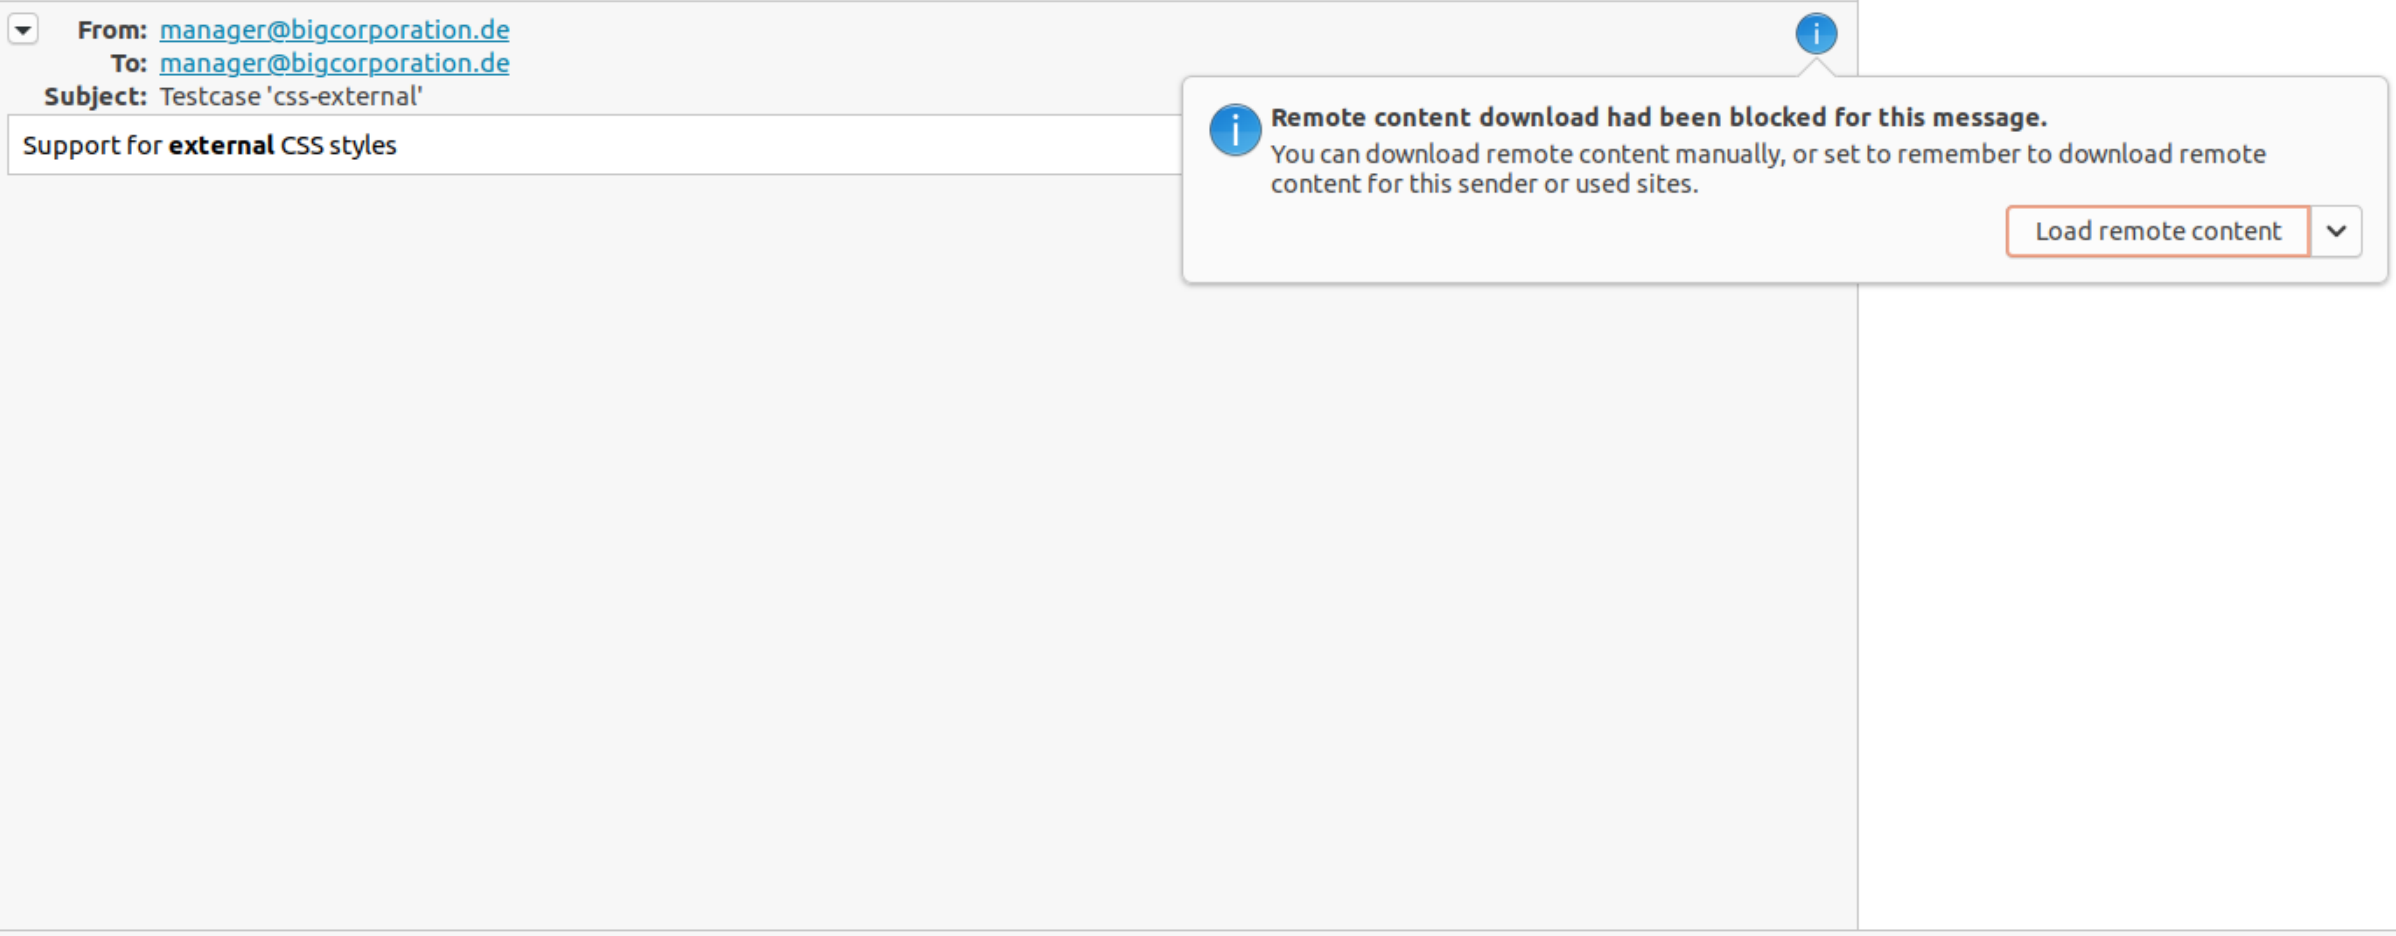 From: manager@bigcorporation.de
To: manager@bigcorporation.de
Subject: Testcase 'css-external'
Support for external CSS styles
Remote content download had been blocked for this message.
You can download remote content manually, or set to remember to download remote
content for this sender or used sites.
Load remote content